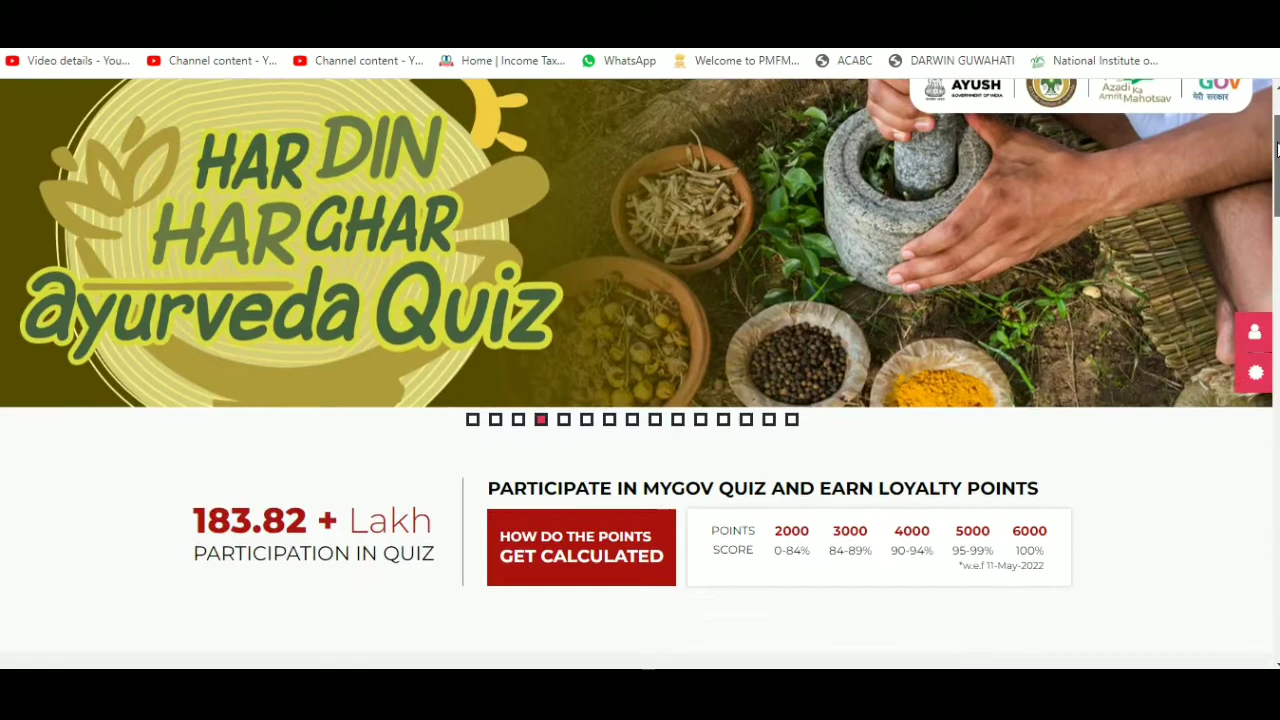 Video details - You...
Channel content - Y...
Channel content - Y...
Home | Income Tax...
WhatsApp
Welcome to PMFM...
ACABC
DARWIN GUWAHATI
National Institute o...
AYUSH
GOVERNMENT OF INDIA
Azadi Ka
Amrit Mahotsav
GOV
मेरी सरकार
HAR DIN
HAR GHAR
ayurveda Quiz
183.82 + Lakh
PARTICIPATION IN QUIZ
PARTICIPATE IN MYGOV QUIZ AND EARN LOYALTY POINTS
HOW DO THE POINTS
GET CALCULATED
POINTS 2000 3000 4000 5000 6000
SCORE 0-84% 84-89% 90-94% 95-99% 100%
*w.e.f 11-May-2022